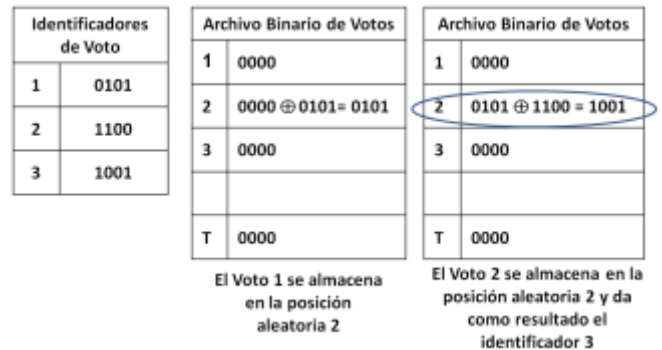 Identificadores
de Voto
1 0101
2 1100
3 1001
Archivo Binario de Votos
1 0000
2 0000 ⊕ 0101= 0101
3 0000
T 0000
El Voto 1 se almacena
en la posición
aleatoria 2
Archivo Binario de Votos
1 0000
2 0101 ⊕ 1100 = 1001
3 0000
T 0000
El Voto 2 se almacena en la
posición aleatoria 2 y da
como resultado el
identificador 3